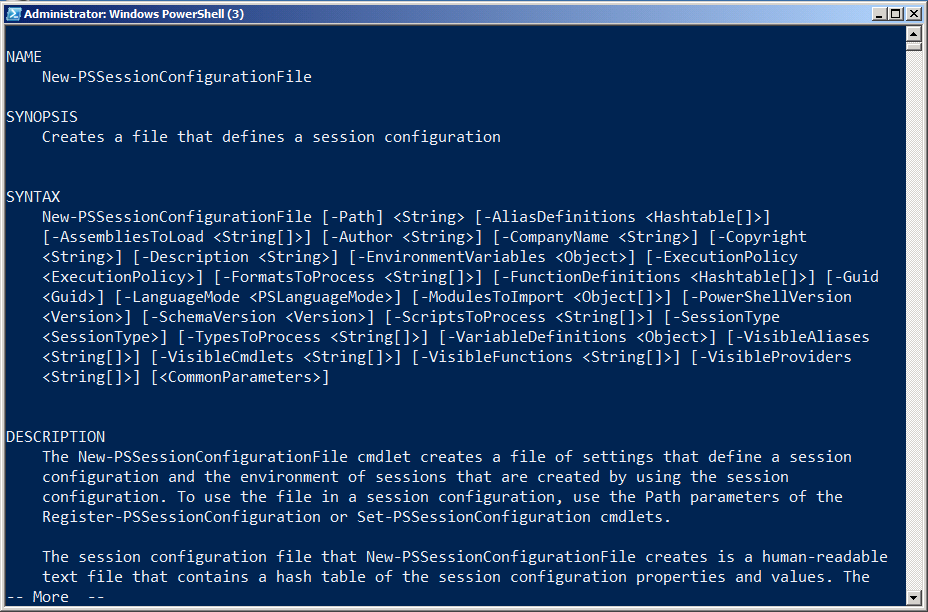 Administrator: Windows PowerShell (3)
NAME
New-PSSessionConfigurationFile
SYNOPSIS
Creates a file that defines a session configuration
SYNTAX
New-PSSessionConfigurationFile [-Path] <String> [-AliasDefinitions <Hashtable[]>]
[-AssembliesToLoad <String[]>] [-Author <String>] [-CompanyName <String>] [-Copyright
<String>] [-Description <String>] [-EnvironmentVariables <Object>] [-ExecutionPolicy
<ExecutionPolicy>] [-FormatsToProcess <String[]>] [-FunctionDefinitions <Hashtable[]>] [-Guid
<Guid>] [-LanguageMode <PSLanguageMode>] [-ModulesToImport <Object[]>] [-PowerShellVersion
<Version>] [-SchemaVersion <Version>] [-ScriptsToProcess <String[]>] [-SessionType
<SessionType>] [-TypesToProcess <String[]>] [-VariableDefinitions <Object>] [-VisibleAliases
<String[]>] [-VisibleCmdlets <String[]>] [-VisibleFunctions <String[]>] [-VisibleProviders
<String[]>] [<CommonParameters>]
DESCRIPTION
The New-PSSessionConfigurationFile cmdlet creates a file of settings that define a session
configuration and the environment of sessions that are created by using the session
configuration. To use the file in a session configuration, use the Path parameters of the
Register-PSSessionConfiguration or Set-PSSessionConfiguration cmdlets.
The session configuration file that New-PSSessionConfigurationFile creates is a human-readable
text file that contains a hash table of the session configuration properties and values. The
-- More  --